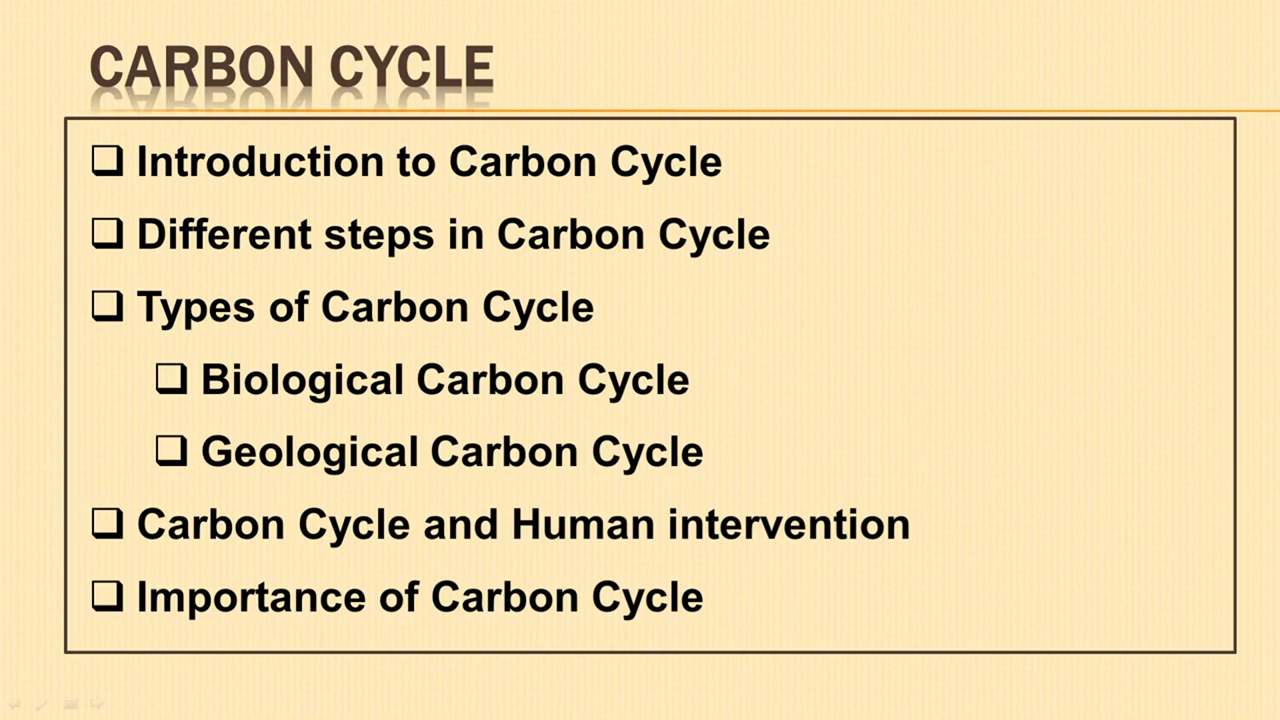 CARBON CYCLE
❑ Introduction to Carbon Cycle
❑ Different steps in Carbon Cycle
❑ Types of Carbon Cycle
❑ Biological Carbon Cycle
❑ Geological Carbon Cycle
❑ Carbon Cycle and Human intervention
❑ Importance of Carbon Cycle